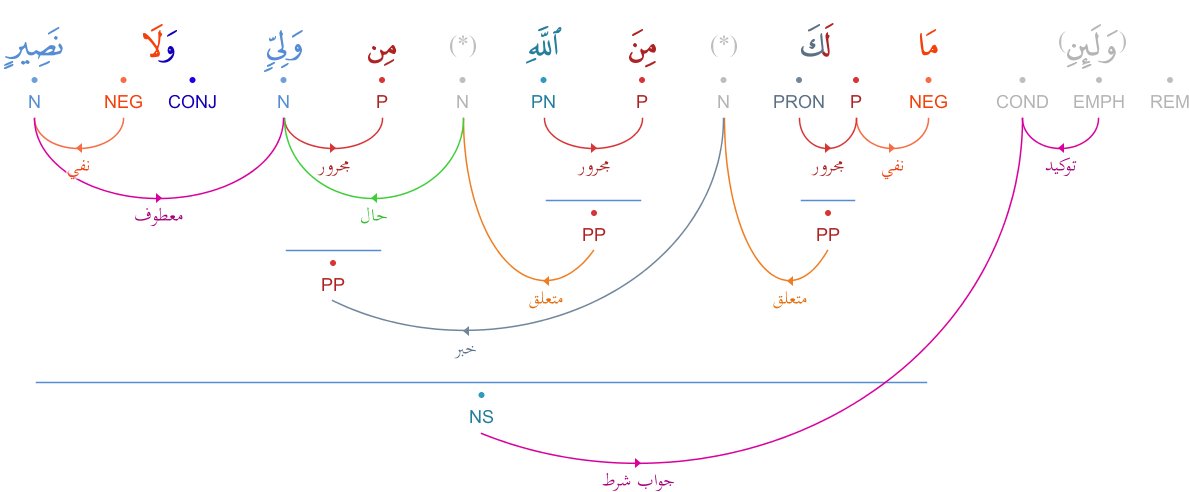 (وَلَئِنِ) مَا لَكَ (*) مِنَ ٱللَّهِ (*) مِن وَلِىٍّ وَلَا نَصِيرٍ
REM EMPH COND NEG P PRON N P PN N P N CONJ NEG N
توكيد نفي مجرور مجرور مجرور نفي
حال معطوف
PP PP
PP
متعلق متعلق
خبر
NS
جواب شرط